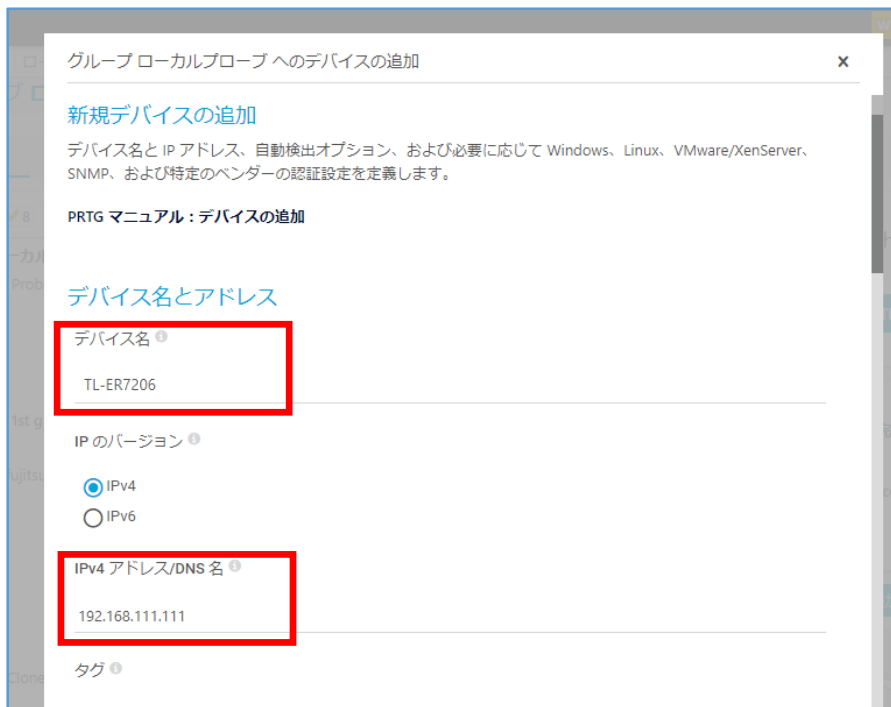 グループ ローカルプローブ へのデバイスの追加
新規デバイスの追加
デバイス名と IP アドレス、自動検出オプション、および必要に応じて Windows、Linux、VMware/XenServer、
SNMP、および特定のベンダーの認証設定を定義します。
PRTG マニュアル : デバイスの追加
デバイス名とアドレス
デバイス名
TL-ER7206
IP のバージョン
IPv4
IPv6
IPv4 アドレス/DNS 名
192.168.111.111
タグ
8
Prob
1st g
Fujitsu
Clone